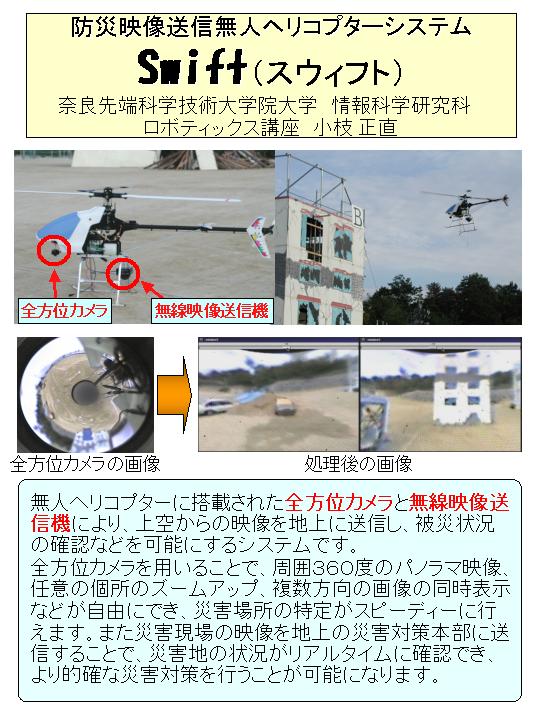 防災映像送信無人ヘリコプターシステム
Swift(スウィフト)
奈良先端科学技術大学院大学 情報科学研究科
ロボティックス講座 小枝 正直
B
全方位カメラ
無線映像送信機
全方位カメラの画像
処理後の画像
無人ヘリコプターに搭載された全方位カメラと無線映像送
信機により、上空からの映像を地上に送信し、被災状況
の確認などを可能にするシステムです。
全方位カメラを用いることで、周囲360度のパノラマ映像、
任意の個所のズームアップ、複数方向の画像の同時表示
などが自由にでき、災害場所の特定がスピーディーに行
えます。また災害現場の映像を地上の災害対策本部に送
信することで、災害地の状況がリアルタイムに確認でき、
より的確な災害対策を行うことが可能になります。